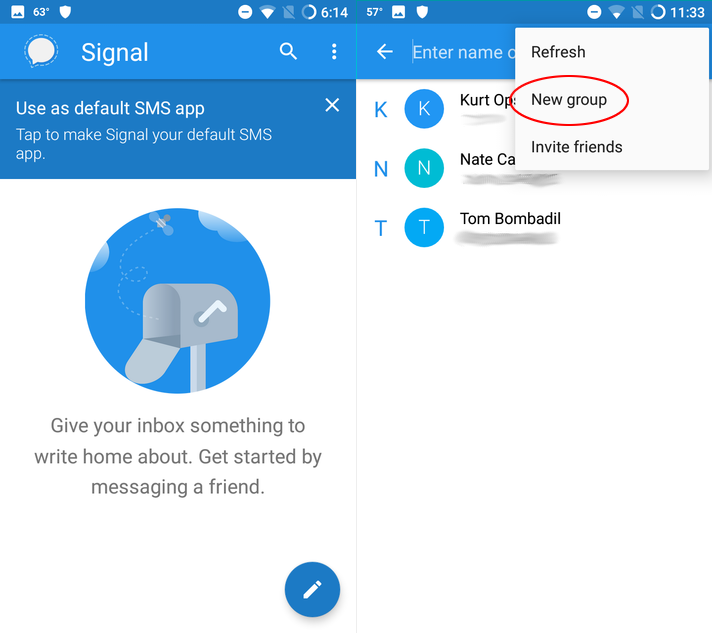 63° 6:14
Signal
Use as default SMS app
Tap to make Signal your default SMS
app.
Give your inbox something to
write home about. Get started by
messaging a friend.
57° 11:33
Enter name o
Refresh
New group
Invite friends
K K Kurt Ops
N N Nate Ca
T T Tom Bombadil